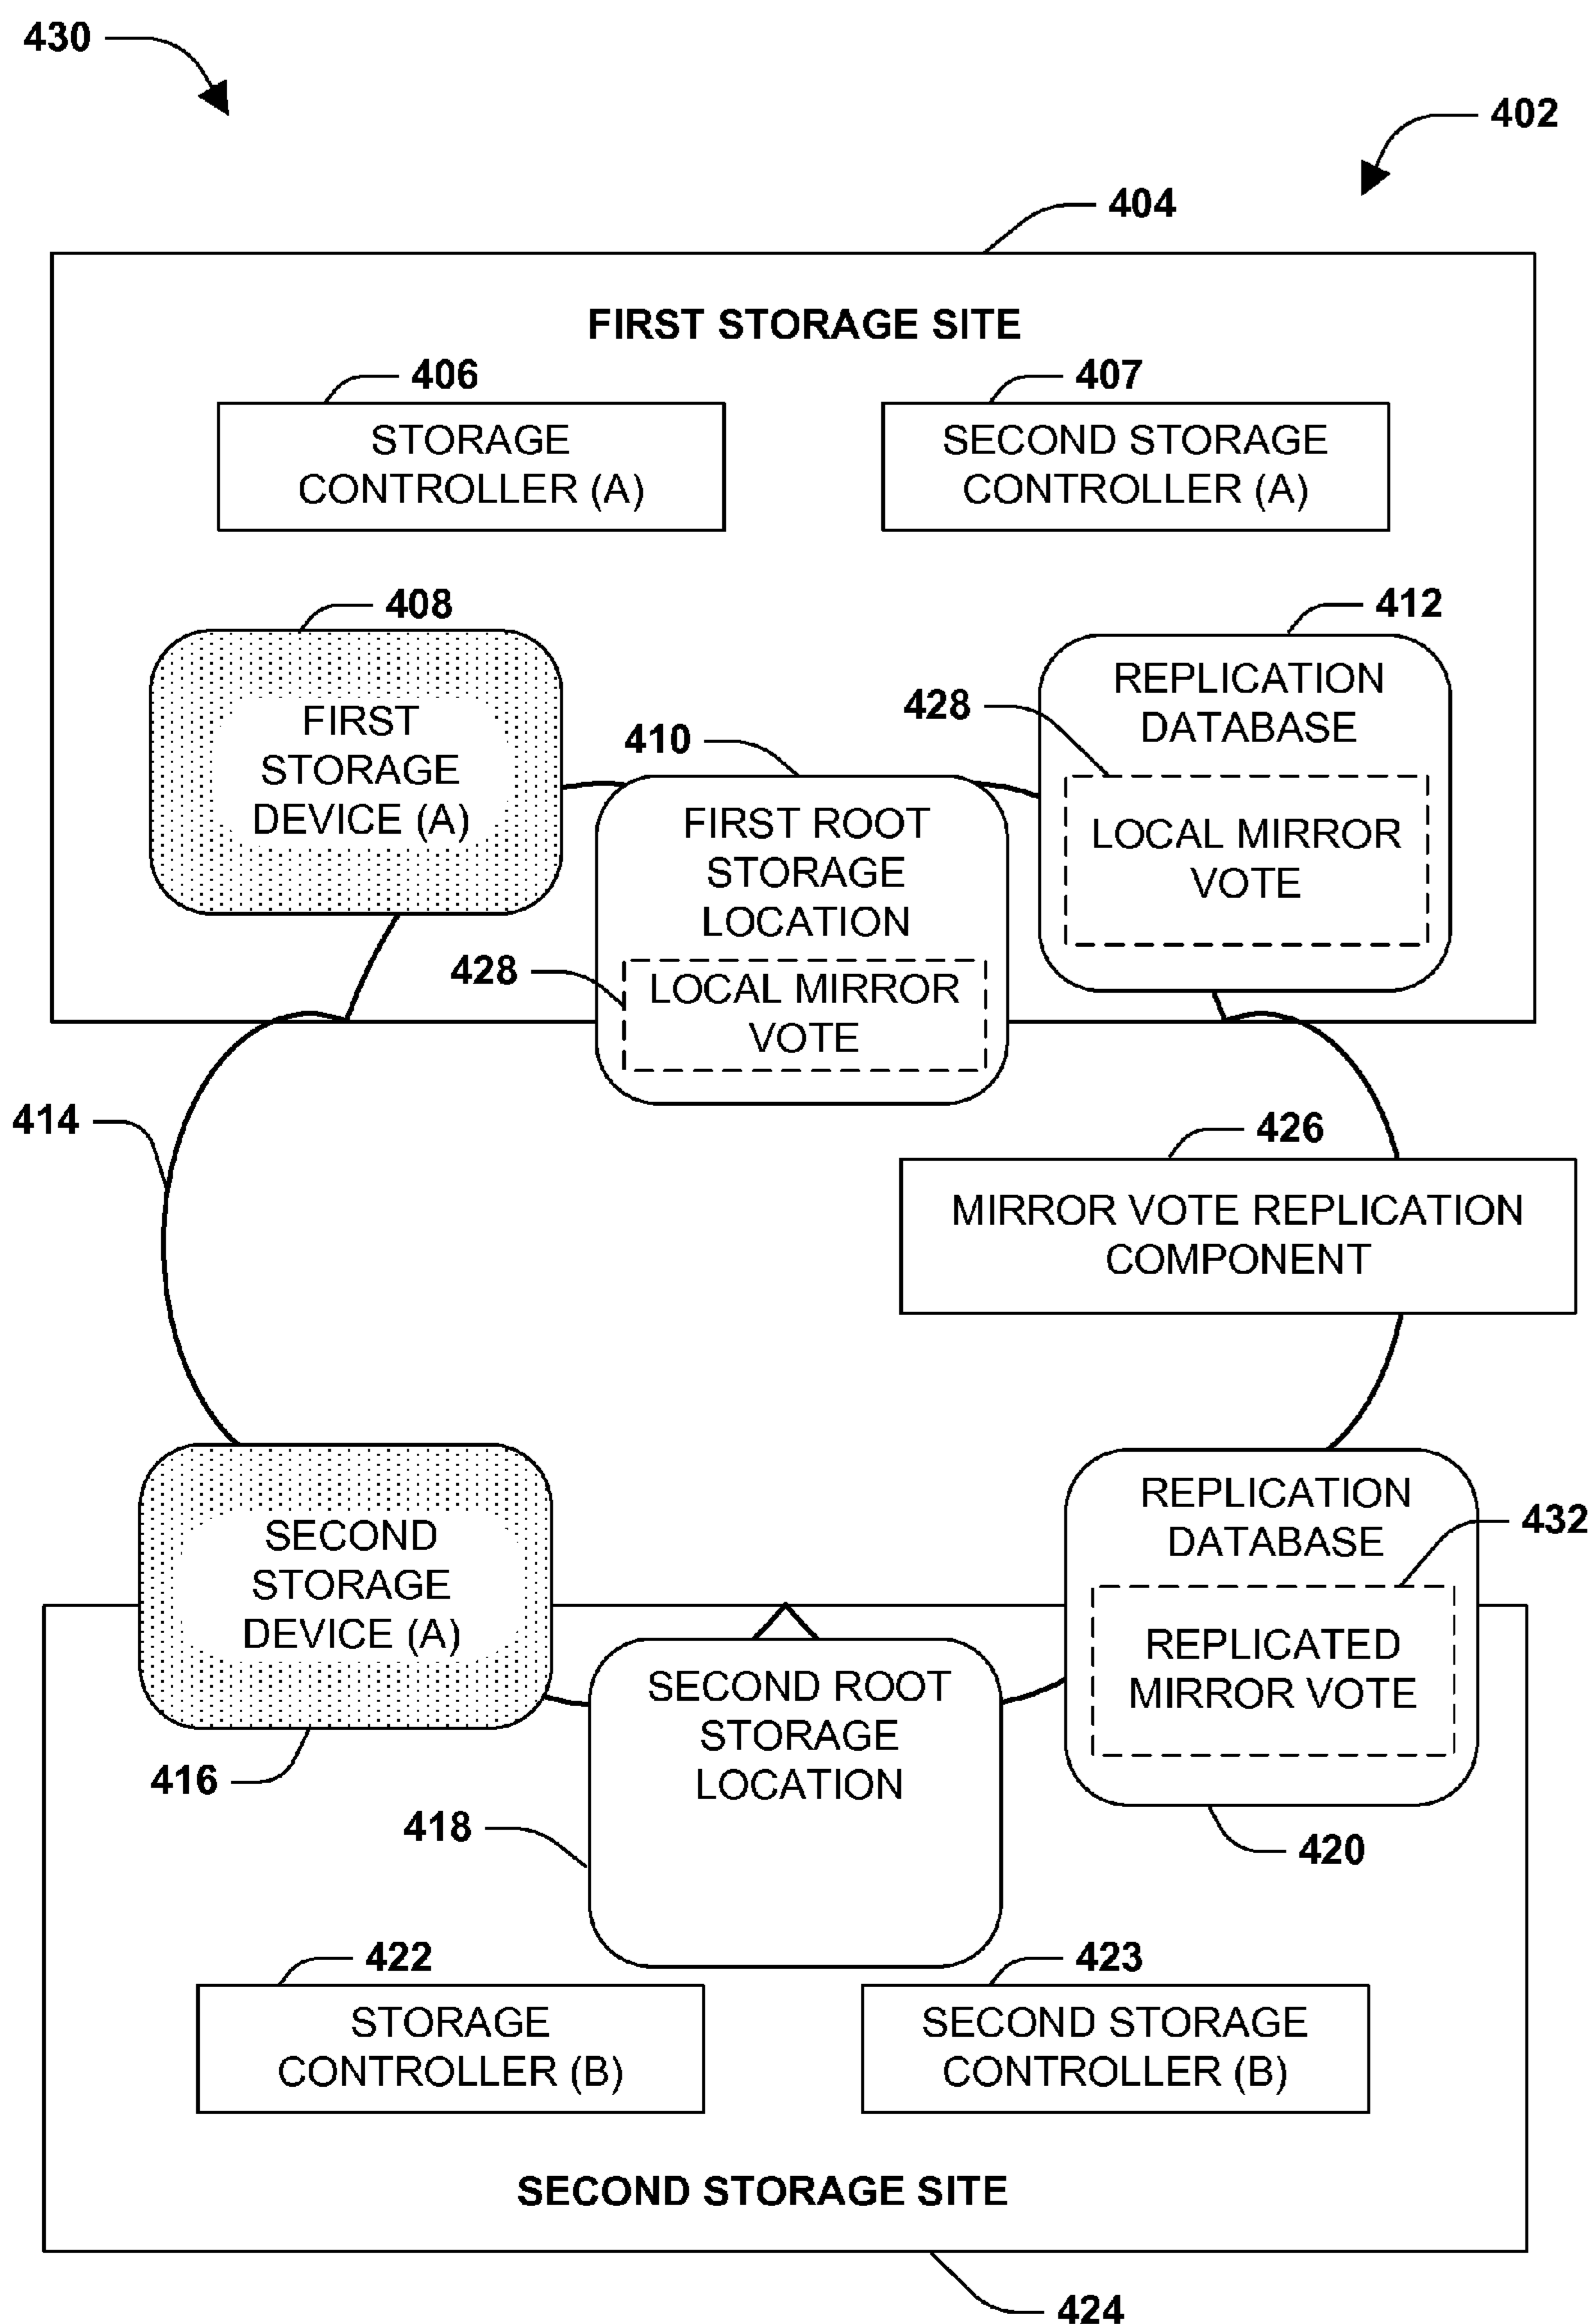 430
402
404
FIRST STORAGE SITE
406
407
STORAGE
CONTROLLER (A)
SECOND STORAGE
CONTROLLER (A)
408
412
FIRST
STORAGE
DEVICE (A)
410
428
REPLICATION
DATABASE
LOCAL MIRROR
VOTE
FIRST ROOT
STORAGE
LOCATION
428
LOCAL MIRROR
VOTE
414
426
MIRROR VOTE REPLICATION
COMPONENT
SECOND
STORAGE
DEVICE (A)
416
REPLICATION
DATABASE
432
REPLICATED
MIRROR VOTE
420
SECOND ROOT
STORAGE
LOCATION
418
422
423
STORAGE
CONTROLLER (B)
SECOND STORAGE
CONTROLLER (B)
SECOND STORAGE SITE
424